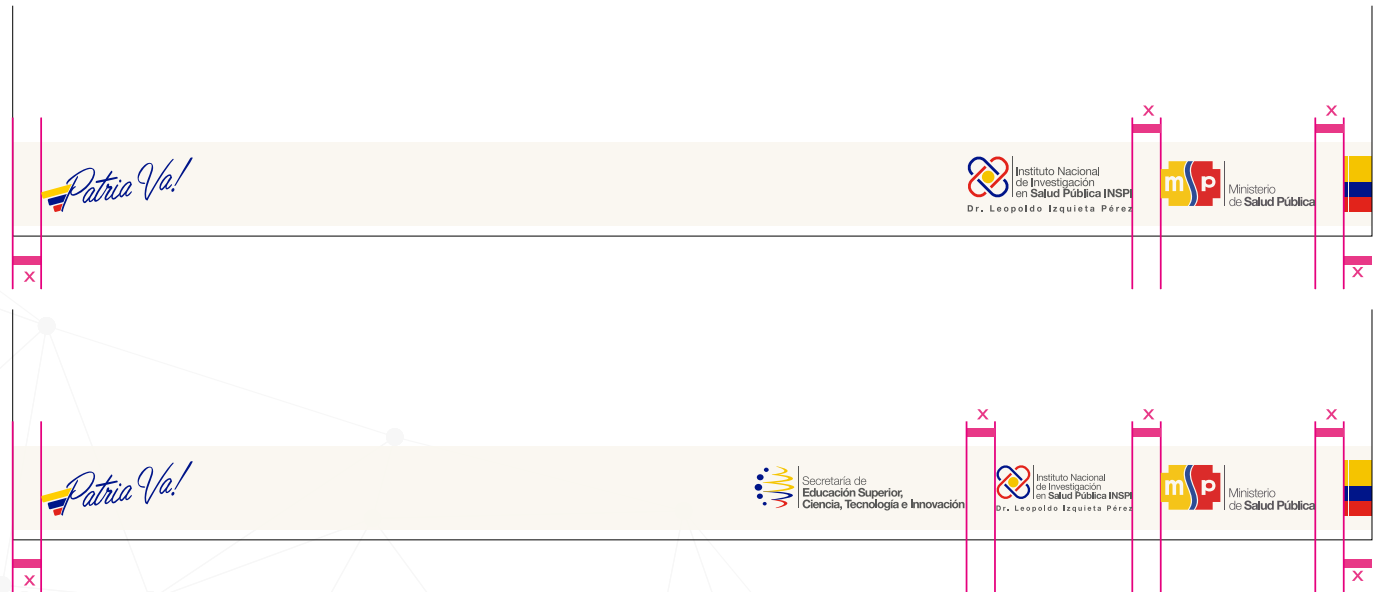 x
x
Patria Va!
Instituto Nacional
de Investigación
en Salud Pública INSPI
Dr. Leopoldo Izquieta Pérez
msp
Ministerio
de Salud Pública
x
x
x
x
x
Patria Va!
Secretaría de
Educación Superior,
Ciencia, Tecnología e Innovación
Instituto Nacional
de Investigación
en Salud Pública INSPI
Dr. Leopoldo Izquieta Pérez
msp
Ministerio
de Salud Pública
x
x